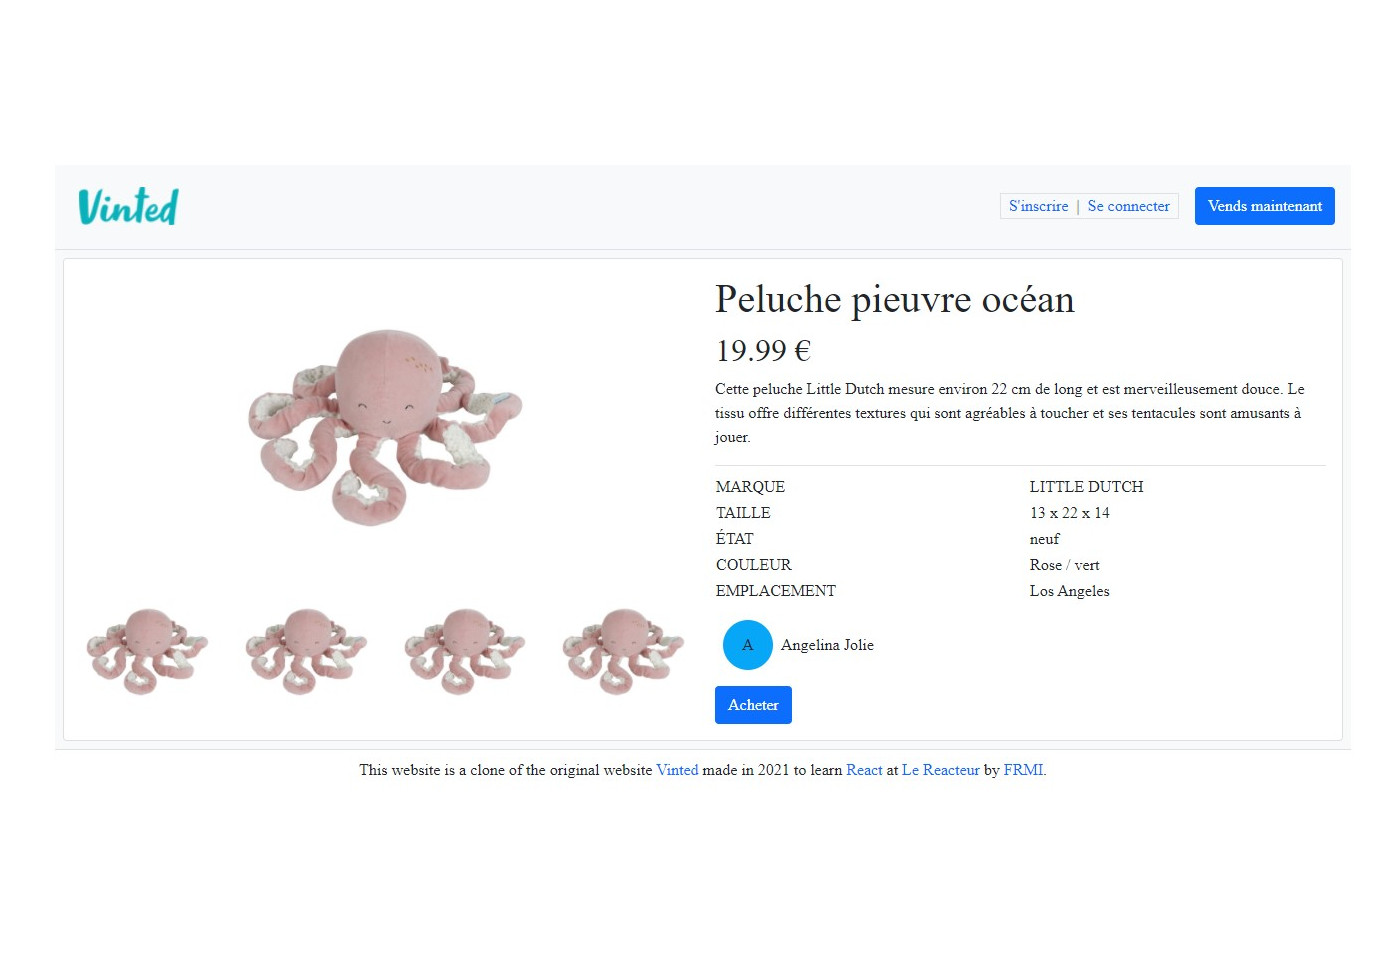 Vinted
S'inscrire | Se connecter
Vends maintenant
Peluche pieuvre océan
19.99 €
Cette peluche Little Dutch mesure environ 22 cm de long et est merveilleusement douce. Le
tissu offre différentes textures qui sont agréables à toucher et ses tentacules sont amusants à
jouer.
MARQUE LITTLE DUTCH
TAILLE 13 x 22 x 14
ÉTAT neuf
COULEUR Rose / vert
EMPLACEMENT Los Angeles
A Angelina Jolie
Acheter
This website is a clone of the original website Vinted made in 2021 to learn React at Le Reacteur by FRMI.